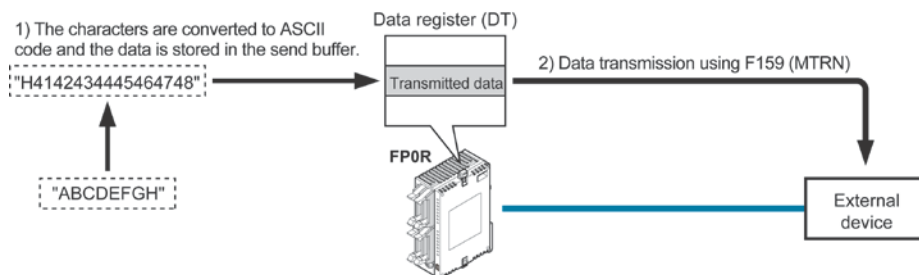 1) The characters are converted to ASCII
code and the data is stored in the send buffer.
"H4142434445464748"
"ABCDEFGH"
Data register (DT)
Transmitted data
FP0R
2) Data transmission using F159 (MTRN)
External
device